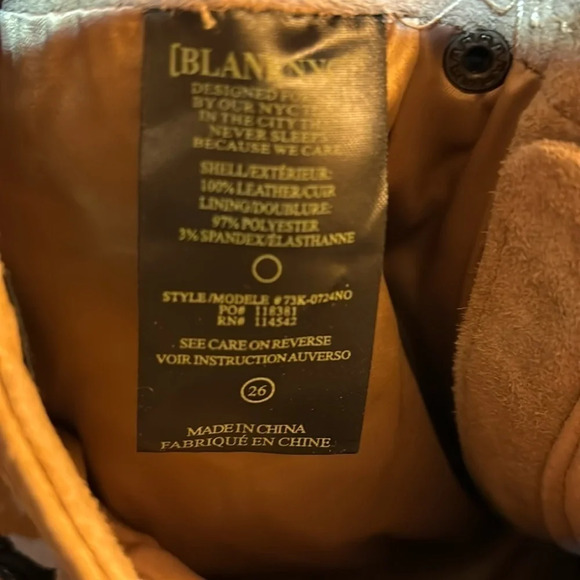 [BLANKNYC]
DESIGNED
BY OUR NYC
IN THE CITY
NEVER SLEEPS
BECAUSE WE CARE
SHELL/EXTÉRIEUR:
100% LEATHER/CUIR
LINING/DOUBLURE:
97% POLYESTER
3% SPANDEX/ÉLASTHANNE
STYLE/MODELE # 73K-0724NO
PO# 118381
RN# 114542
SEE CARE ON REVERSE
VOIR INSTRUCTION AUVERSO
26
MADE IN CHINA
FABRIQUÉ EN CHINE